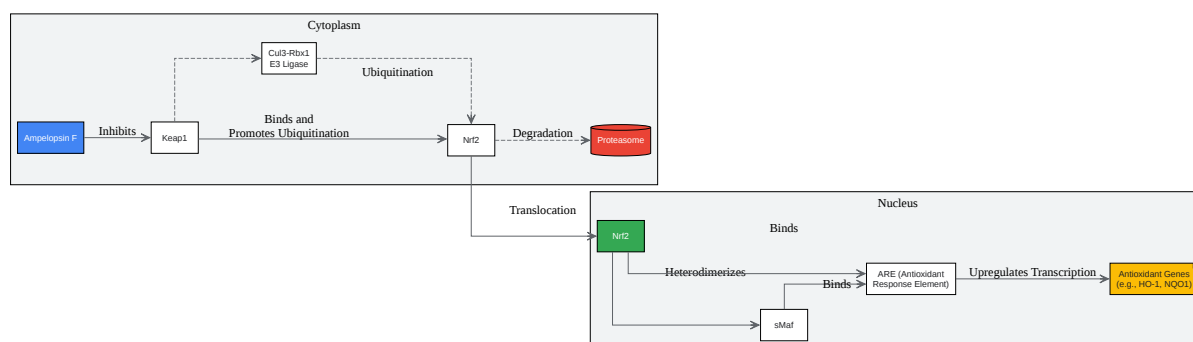 Cytoplasm
Cul3-Rbx1
E3 Ligase
Ubiquitination
Ampelopsin F
Inhibits
Keap1
Binds and
Promotes Ubiquitination
Nrf2
Degradation
Proteasome
Translocation
Nucleus
Nrf2
Binds
Heterodimerizes
Binds
ARE (Antioxidant
Response Element)
Upregulates Transcription
Antioxidant Genes
(e.g., HO-1, NQO1)
sMaf